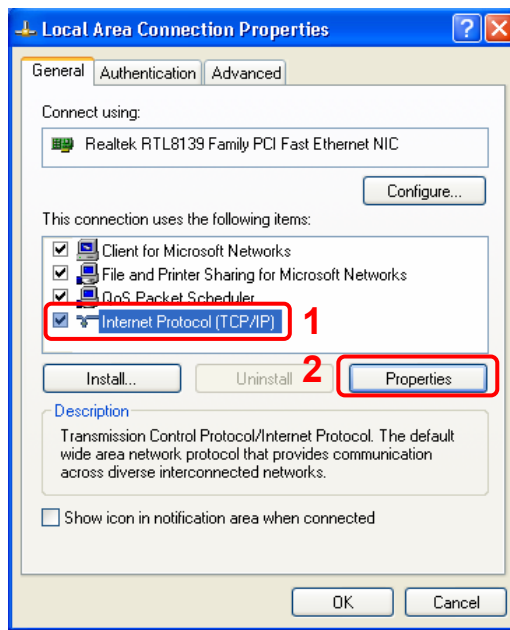 Local Area Connection Properties
General Authentication Advanced
Connect using:
Realtek RTL8139 Family PCI Fast Ethernet NIC
Configure...
This connection uses the following items:
Client for Microsoft Networks
File and Printer Sharing for Microsoft Networks
QoS Packet Scheduler
Internet Protocol (TCP/IP) 1
Install... Uninstall 2 Properties
Description
Transmission Control Protocol/Internet Protocol. The default
wide area network protocol that provides communication
across diverse interconnected networks.
Show icon in notification area when connected
OK Cancel